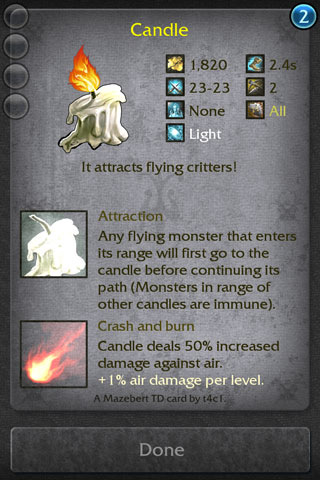 2
Candle
1,820 2.4s
23-23 2
None All
Light
It attracts flying critters!
Attraction
Any flying monster that enters
its range will first go to the
candle before continuing its
path (Monsters in range of
other candles are immune).
Crash and burn
Candle deals 50% increased
damage against air.
+1% air damage per level.
A Mazebert TD card by t4c1.
Done